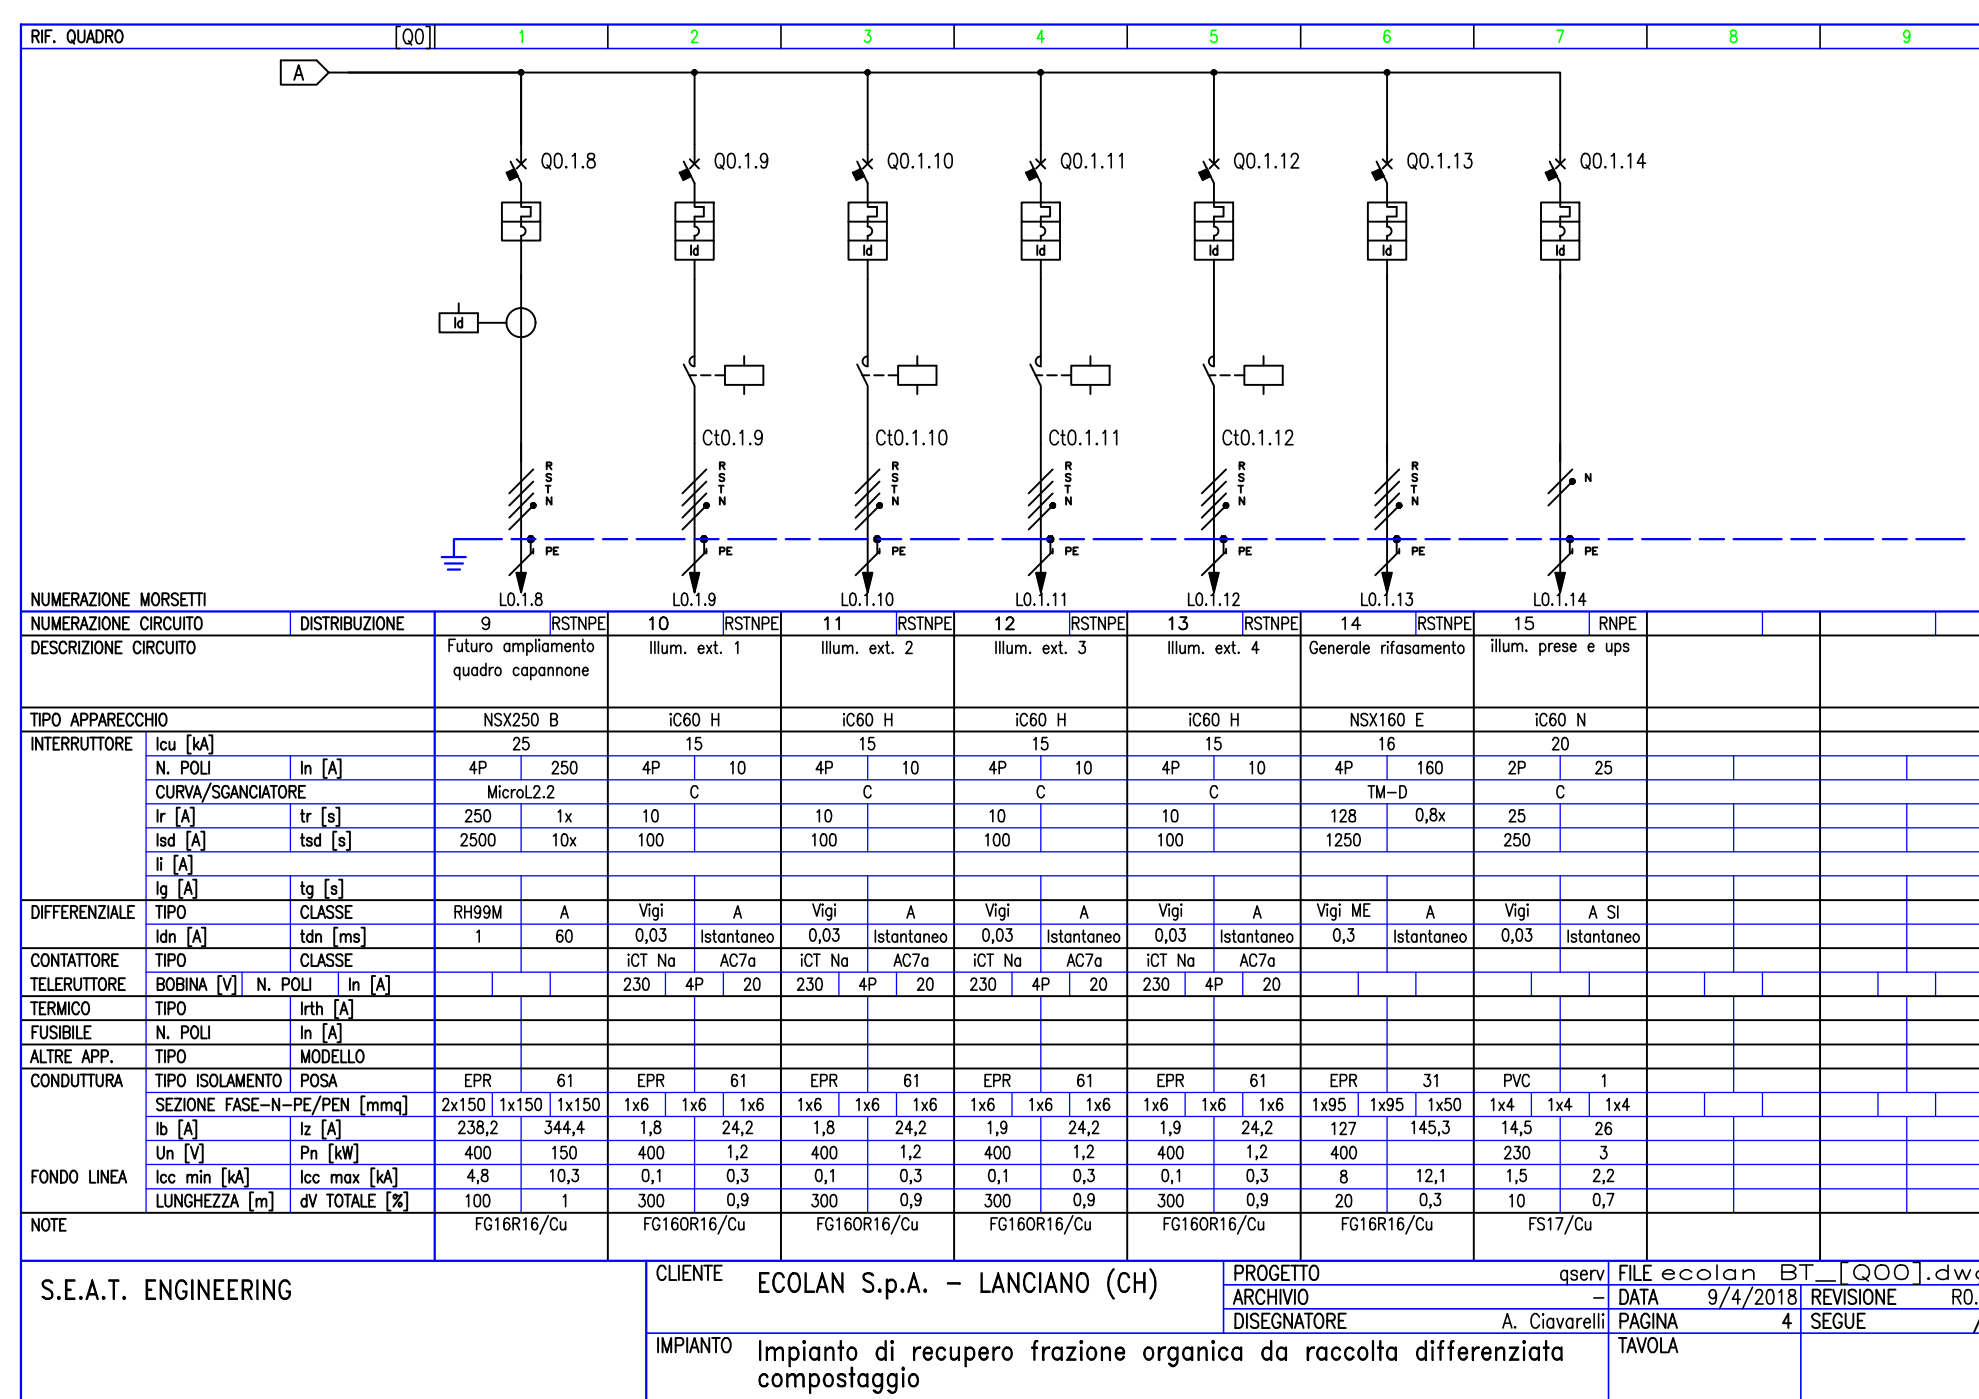 RIF. QUADRO [Q0] 1 2 3 4 5 6 7 8 9
A
Q0.1.8 Q0.1.9 Q0.1.10 Q0.1.11 Q0.1.12 Q0.1.13 Q0.1.14
Id Id Id Id Id Id
Id
Ct0.1.9 Ct0.1.10 Ct0.1.11 Ct0.1.12
R R R R R R
S S S S S S
T T T T T T
N N N N N N N
PE PE PE PE PE PE PE
NUMERAZIONE MORSETTI L0.1.8 L0.1.9 L0.1.10 L0.1.11 L0.1.12 L0.1.13 L0.1.14
NUMERAZIONE CIRCUITO DISTRIBUZIONE 9 RSTNPE 10 RSTNPE 11 RSTNPE 12 RSTNPE 13 RSTNPE 14 RSTNPE 15 RNPE
DESCRIZIONE CIRCUITO Futuro ampliamento Illum. ext. 1 Illum. ext. 2 Illum. ext. 3 Illum. ext. 4 Generale rifasamento illum. prese e ups
quadro capannone
TIPO APPARECCHIO NSX250 B iC60 H iC60 H iC60 H iC60 H NSX160 E iC60 N
INTERRUTTORE Icu [kA] 25 15 15 15 15 16 20
N. POLI In [A] 4P 250 4P 10 4P 10 4P 10 4P 10 4P 160 2P 25
CURVA/SGANCIATORE MicroL2.2 C C C C TM-D C
Ir [A] tr [s] 250 1x 10 10 10 10 128 0,8x 25
Isd [A] tsd [s] 2500 10x 100 100 100 100 1250 250
Ii [A]
Ig [A] tg [s]
DIFFERENZIALE TIPO CLASSE RH99M A Vigi A Vigi A Vigi A Vigi A Vigi ME A Vigi A SI
Idn [A] tdn [ms] 1 60 0,03 Istantaneo 0,03 Istantaneo 0,03 Istantaneo 0,03 Istantaneo 0,3 Istantaneo 0,03 Istantaneo
CONTATTORE TIPO CLASSE iCT Na AC7a iCT Na AC7a iCT Na AC7a iCT Na AC7a
TELERUTTORE BOBINA [V] N. POLI In [A] 230 4P 20 230 4P 20 230 4P 20 230 4P 20
TERMICO TIPO Irth [A]
FUSIBILE N. POLI In [A]
ALTRE APP. TIPO MODELLO
CONDUTTURA TIPO ISOLAMENTO POSA EPR 61 EPR 61 EPR 61 EPR 61 EPR 61 EPR 31 PVC 1
SEZIONE FASE-N-PE/PEN [mmq] 2x150 1x150 1x150 1x6 1x6 1x6 1x6 1x6 1x6 1x6 1x6 1x6 1x6 1x6 1x6 1x95 1x95 1x50 1x4 1x4 1x4
Ib [A] Iz [A] 238,2 344,4 1,8 24,2 1,8 24,2 1,9 24,2 1,9 24,2 127 145,3 14,5 26
Un [V] Pn [kW] 400 150 400 1,2 400 1,2 400 1,2 400 1,2 400 230 3
FONDO LINEA Icc min [kA] Icc max [kA] 4,8 10,3 0,1 0,3 0,1 0,3 0,1 0,3 0,1 0,3 8 12,1 1,5 2,2
LUNGHEZZA [m] dV TOTALE [%] 100 1 300 0,9 300 0,9 300 0,9 300 0,9 20 0,3 10 0,7
NOTE FG16R16/Cu FG16OR16/Cu FG16OR16/Cu FG16OR16/Cu FG16OR16/Cu FG16R16/Cu FS17/Cu
S.E.A.T. ENGINEERING
CLIENTE ECOLAN S.p.A. - LANCIANO (CH)
PROGETTO qserv FILE ecolan BT_[Q00].dw
ARCHIVIO - DATA 9/4/2018 REVISIONE R0.
DISEGNATORE A. Ciavarelli PAGINA 4 SEGUE /
IMPIANTO Impianto di recupero frazione organica da raccolta differenziata
compostaggio
TAVOLA